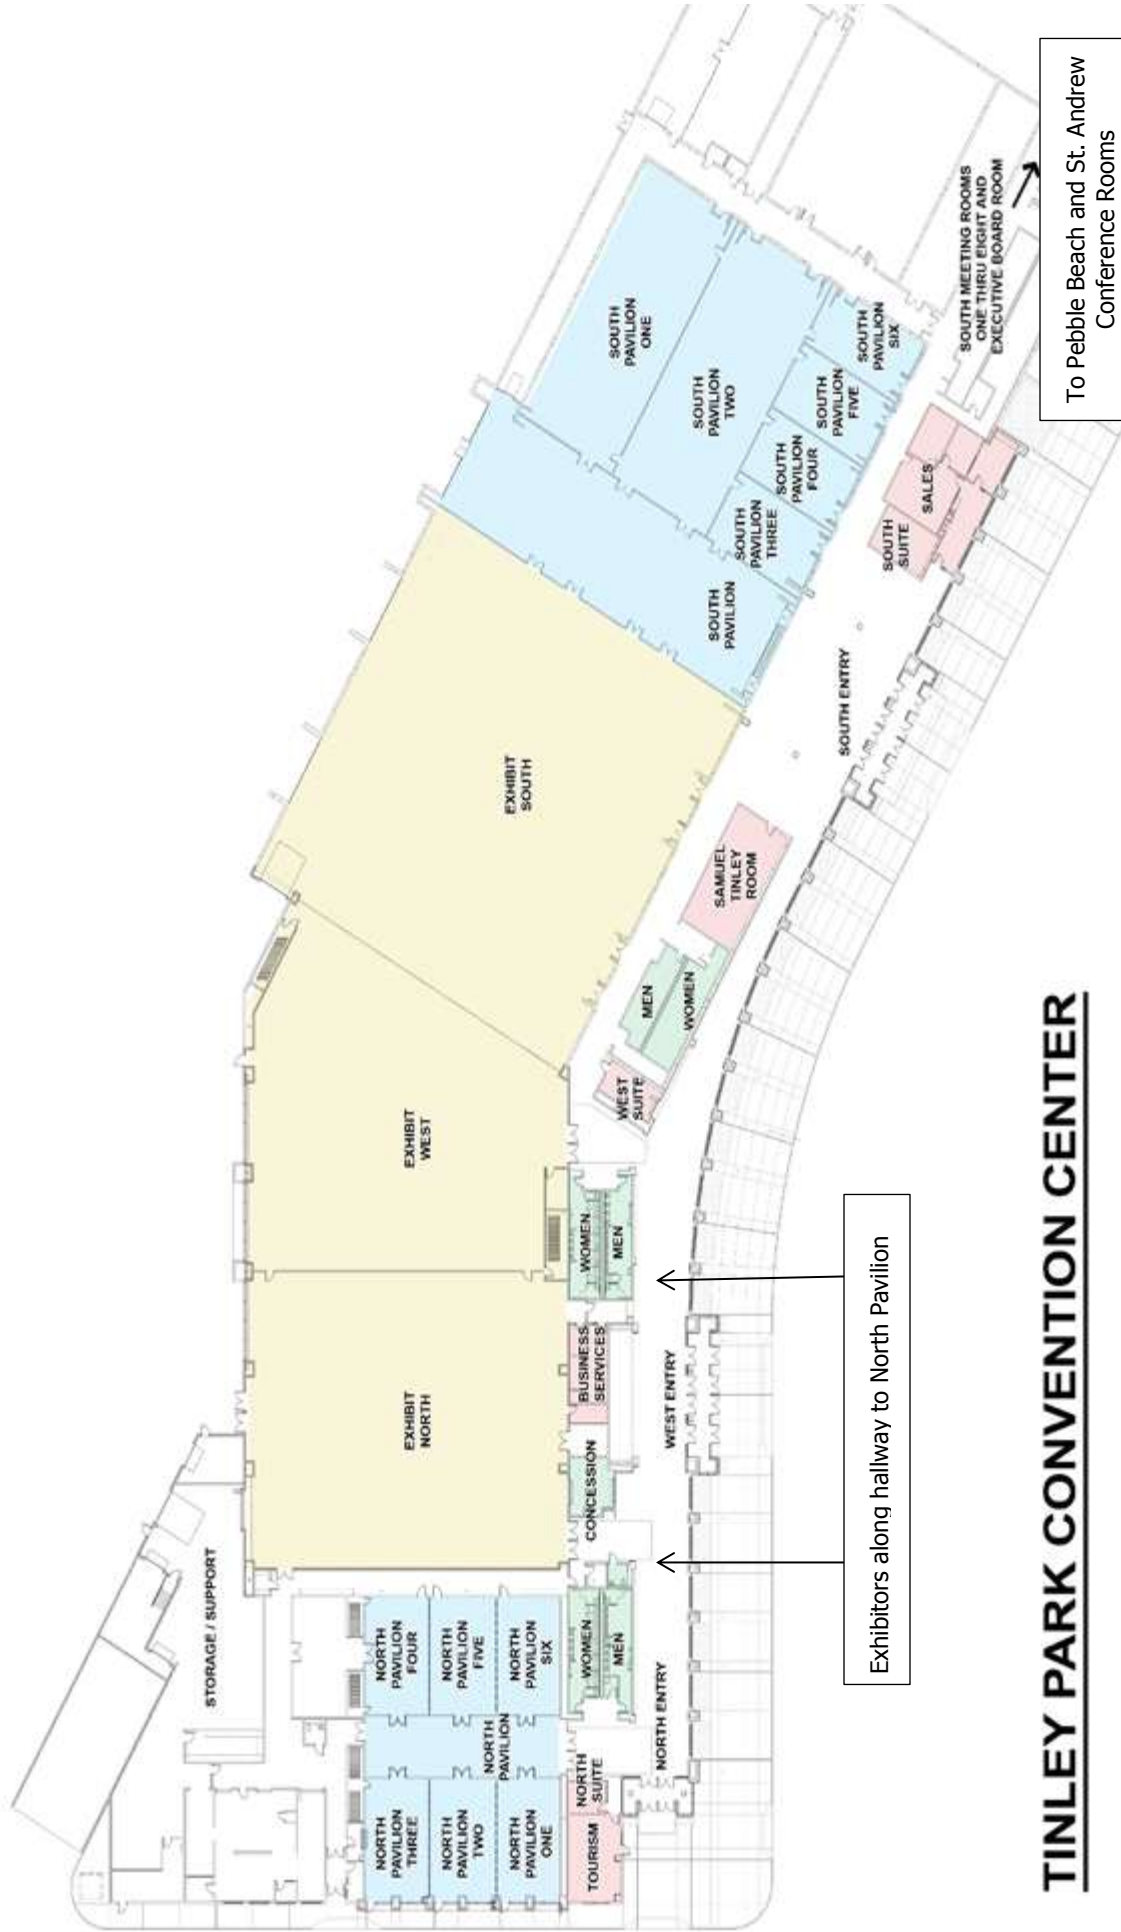 STORAGE / SUPPORT
NORTH
PAVILION
THREE
NORTH
PAVILION
TWO
NORTH
PAVILION
ONE
NORTH
PAVILION
NORTH
PAVILION
FOUR
NORTH
PAVILION
FIVE
NORTH
PAVILION
SIX
TOURISM
NORTH
SUITE
NORTH ENTRY
WOMEN
MEN
CONCESSION
BUSINESS
SERVICES
WEST ENTRY
WOMEN
MEN
EXHIBIT
NORTH
EXHIBIT
WEST
EXHIBIT
SOUTH
WEST
SUITE
MEN
WOMEN
SAMUEL
TINLEY
ROOM
SOUTH ENTRY
SOUTH
PAVILION
SOUTH
PAVILION
ONE
SOUTH
PAVILION
TWO
SOUTH
PAVILION
THREE
SOUTH
PAVILION
FOUR
SOUTH
PAVILION
FIVE
SOUTH
PAVILION
SIX
SOUTH
SUITE
SALES
SOUTH MEETING ROOMS
ONE THRU EIGHT AND
EXECUTIVE BOARD ROOM
To Pebble Beach and St. Andrew
Conference Rooms
Exhibitors along hallway to North Pavilion
TINLEY PARK CONVENTION CENTER